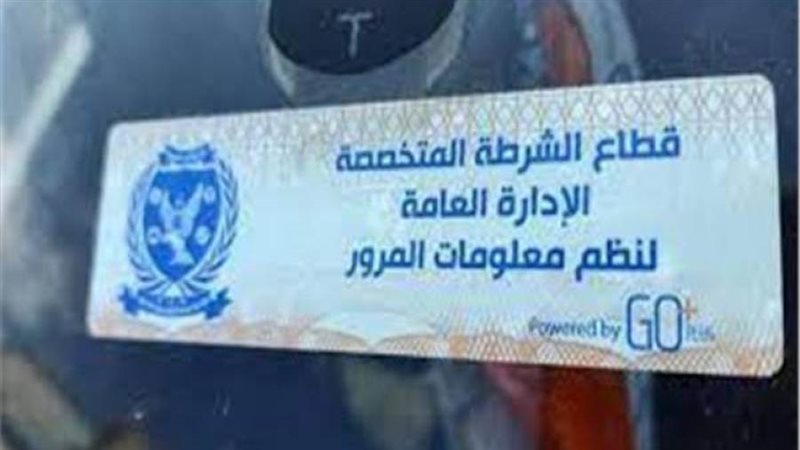 T
قطاع الشرطة المتخصصة
الإدارة العامة
لنظم معلومات المرور
Powered by GO+